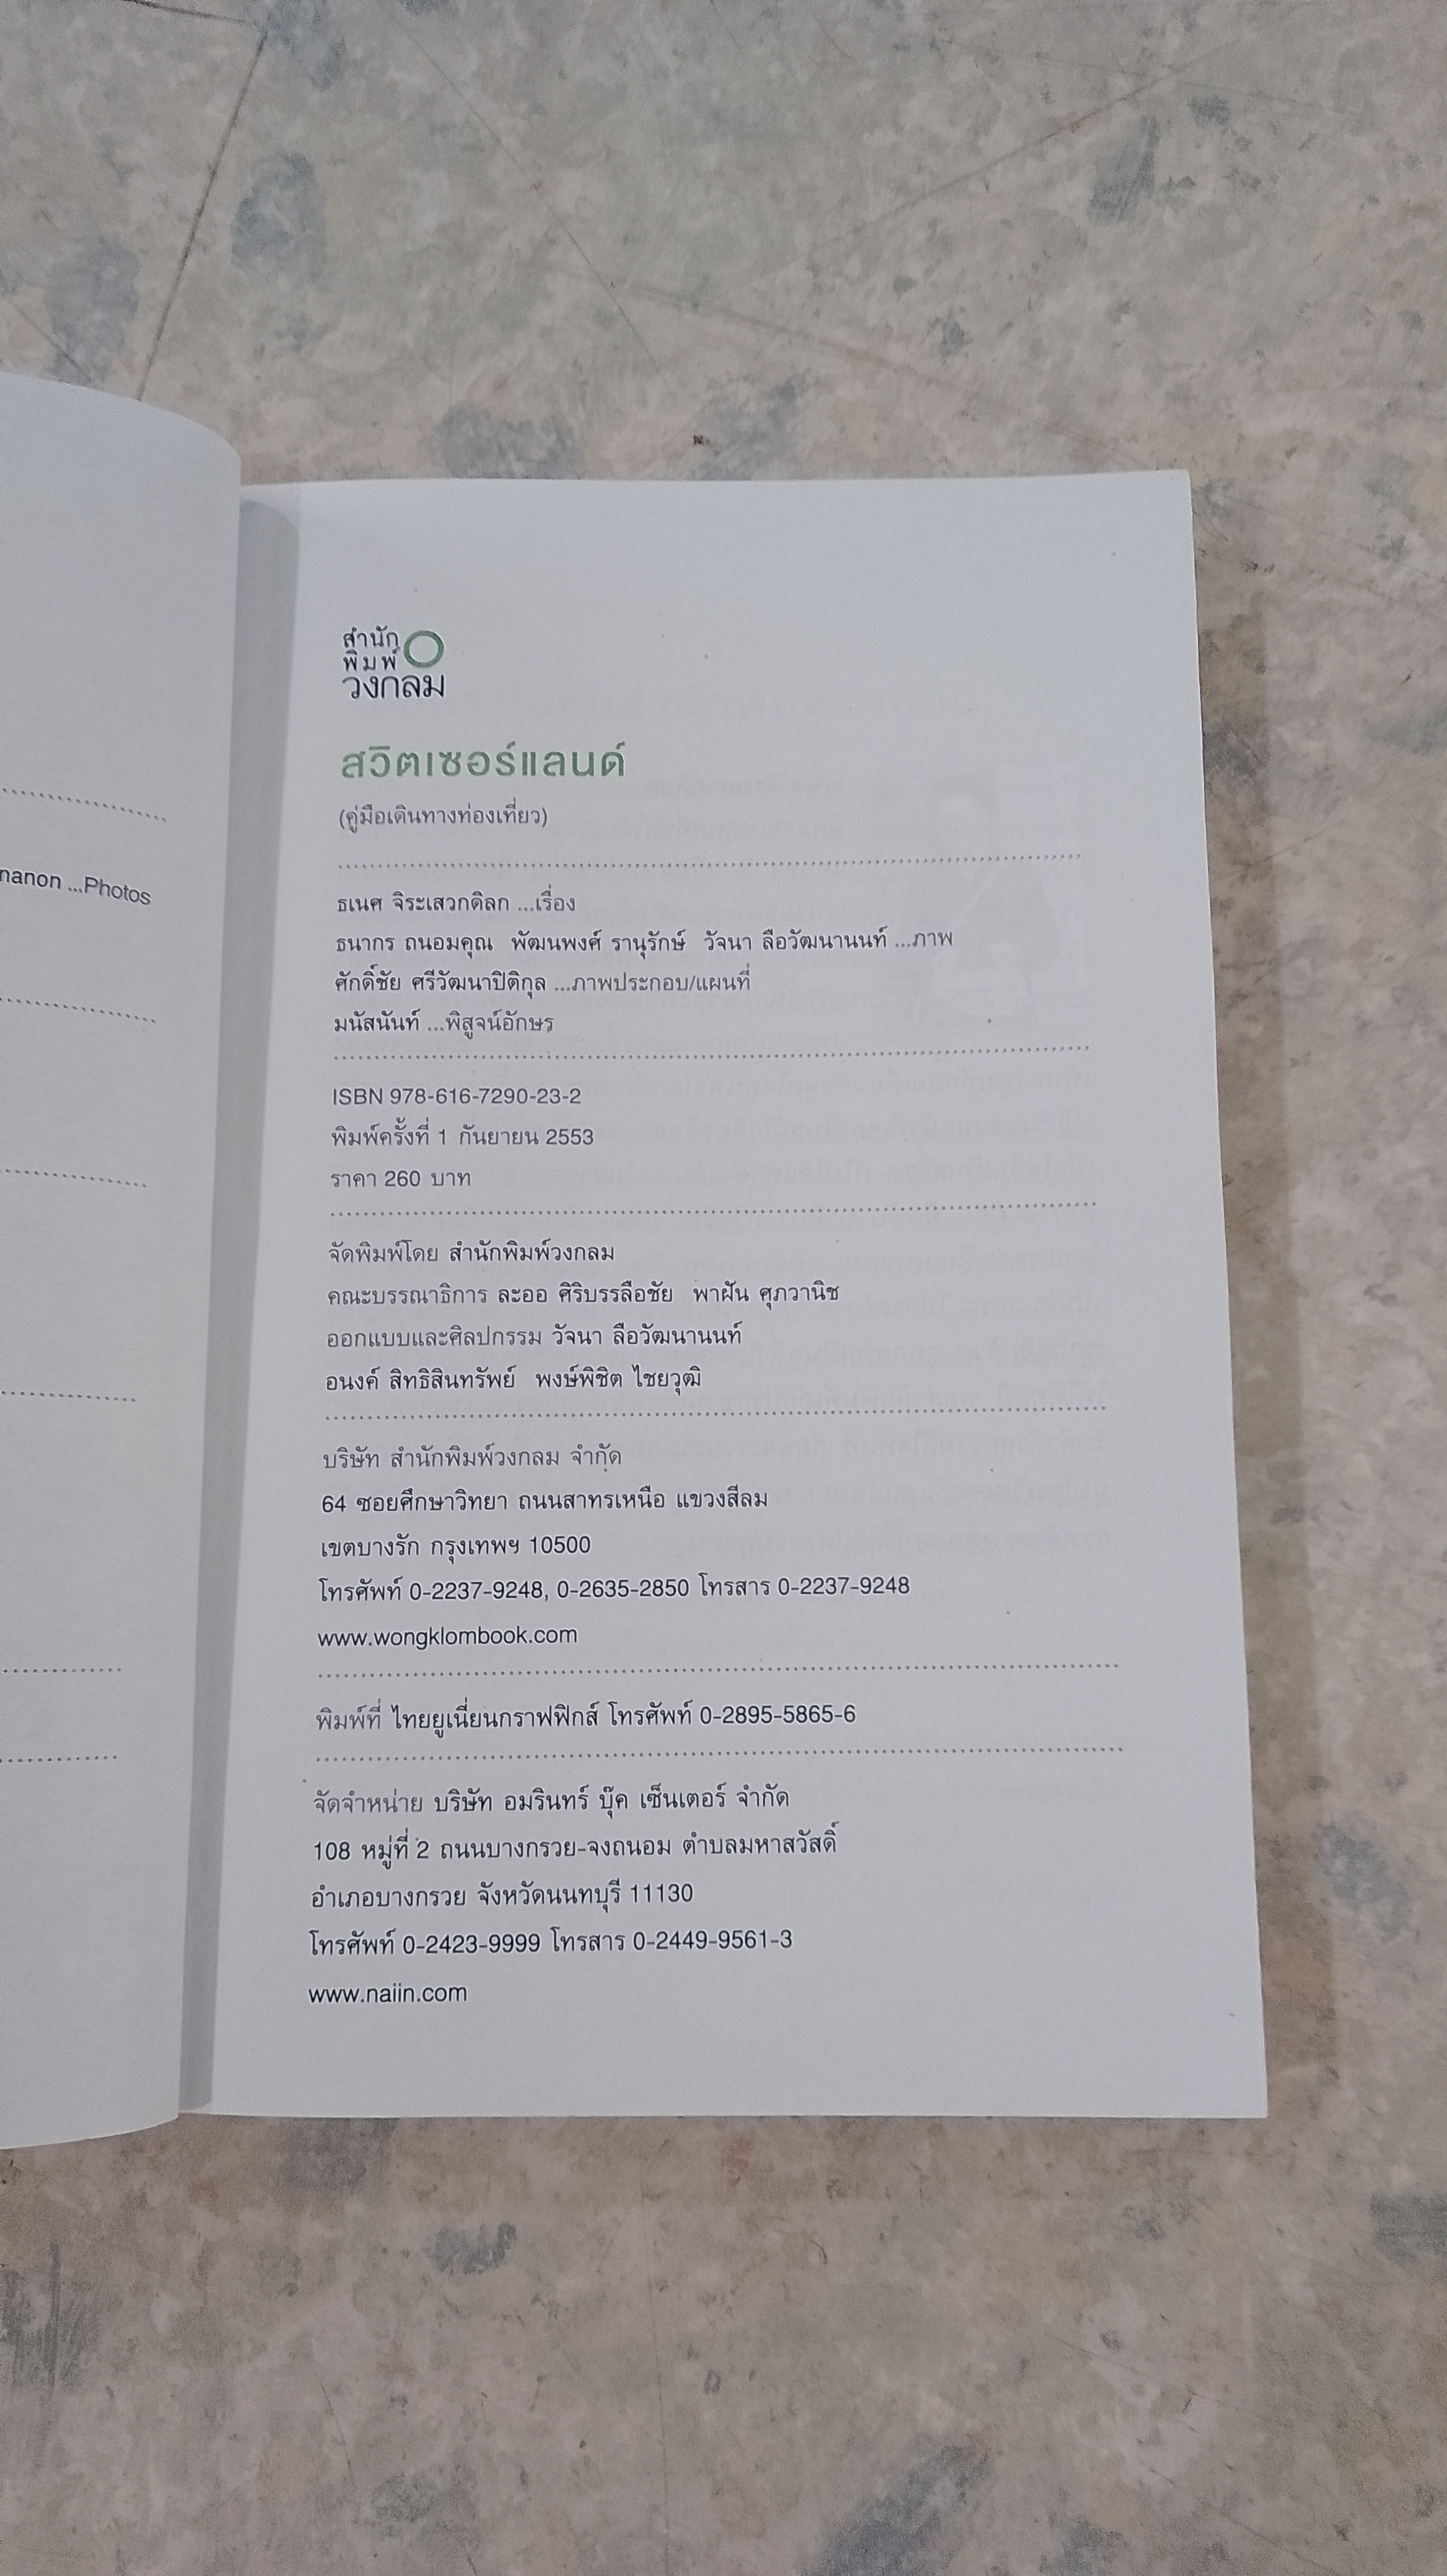 nanon ...Photos
สำนัก
พิมพ์
วงกลม
สวิตเซอร์แลนด์
(คู่มือเดินทางท่องเที่ยว)
ธเนศ จิระเสวกดิลก ...เรื่อง
ธนากร ถนอมคุณ พัฒนพงศ์ รานุรักษ์ วัจนา ลือวัฒนานนท์ ...ภาพ
ศักดิ์ชัย ศรีวัฒนาปิติกุล ...ภาพประกอบ/แผนที่
มนัสนันท์ ...พิสูจน์อักษร
ISBN 978-616-7290-23-2
พิมพ์ครั้งที่ 1 กันยายน 2553
ราคา 260 บาท
จัดพิมพ์โดย สำนักพิมพ์วงกลม
คณะบรรณาธิการ ละออ ศิริบรรลือชัย พาฝัน ศุภวานิช
ออกแบบและศิลปกรรม วัจนา ลือวัฒนานนท์
อนงค์ สิทธิสินทรัพย์ พงษ์พิชิต ไชยวุฒิ
บริษัท สำนักพิมพ์วงกลม จำกัด
64 ซอยศึกษาวิทยา ถนนสาทรเหนือ แขวงสีลม
เขตบางรัก กรุงเทพฯ 10500
โทรศัพท์ 0-2237-9248, 0-2635-2850 โทรสาร 0-2237-9248
www.wongklombook.com
พิมพ์ที่ ไทยยูเนี่ยนกราฟฟิกส์ โทรศัพท์ 0-2895-5865-6
จัดจำหน่าย บริษัท อมรินทร์ บุ๊ค เซ็นเตอร์ จำกัด
108 หมู่ที่ 2 ถนนบางกรวย-จงถนอม ตำบลมหาสวัสดิ์
อำเภอบางกรวย จังหวัดนนทบุรี 11130
โทรศัพท์ 0-2423-9999 โทรสาร 0-2449-9561-3
www.naiin.com